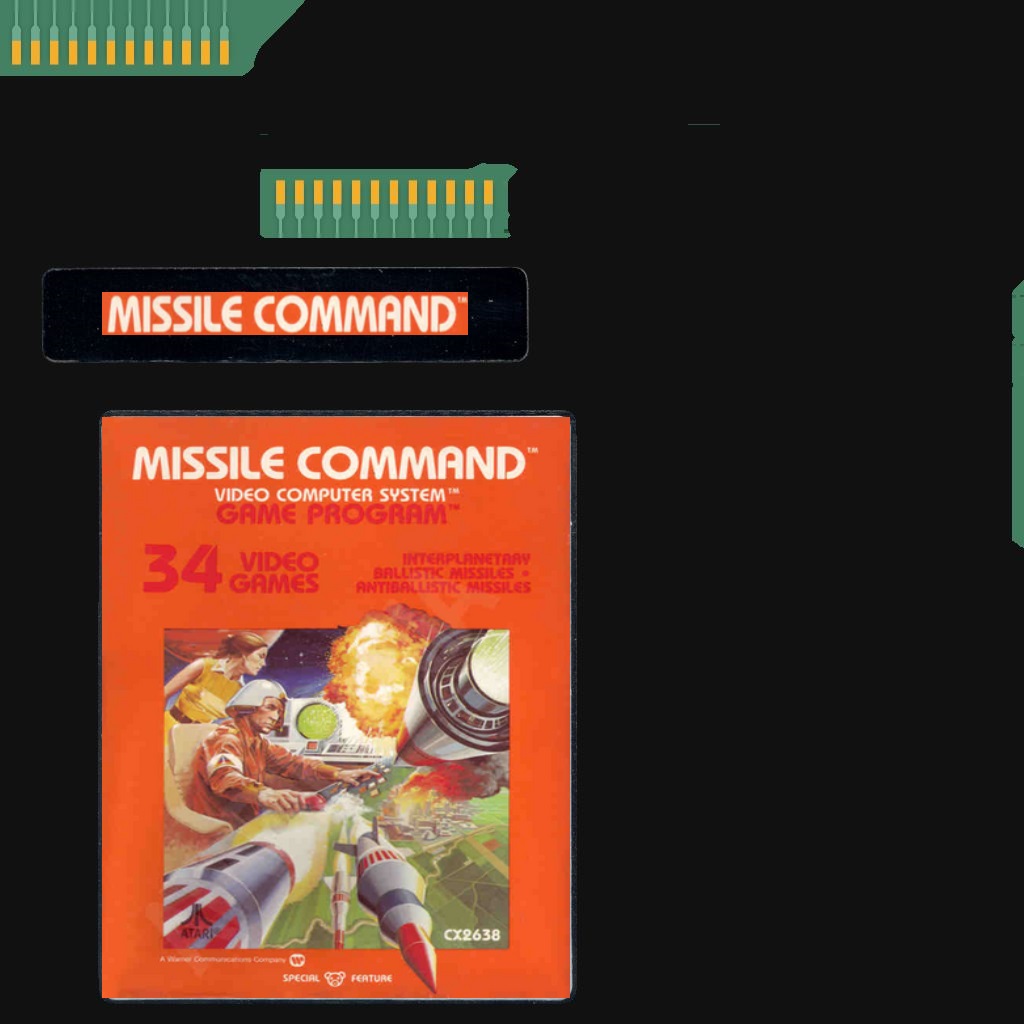 MISSILE COMMAND™
MISSILE COMMAND™
VIDEO COMPUTER SYSTEM™
GAME PROGRAM™
34 VIDEO GAMES
INTERPLANETARY
BALLISTIC MISSILES •
ANTIBALLISTIC MISSILES
ATARI®
CX2638
A Warner Communications Company
SPECIAL FEATURE